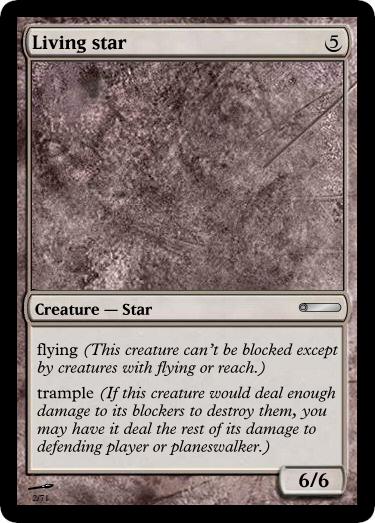 Living star 5
Creature — Star
flying (This creature can't be blocked except
by creatures with flying or reach.)
trample (If this creature would deal enough
damage to its blockers to destroy them, you
may have it deal the rest of its damage to
defending player or planeswalker.)
6/6
2/71